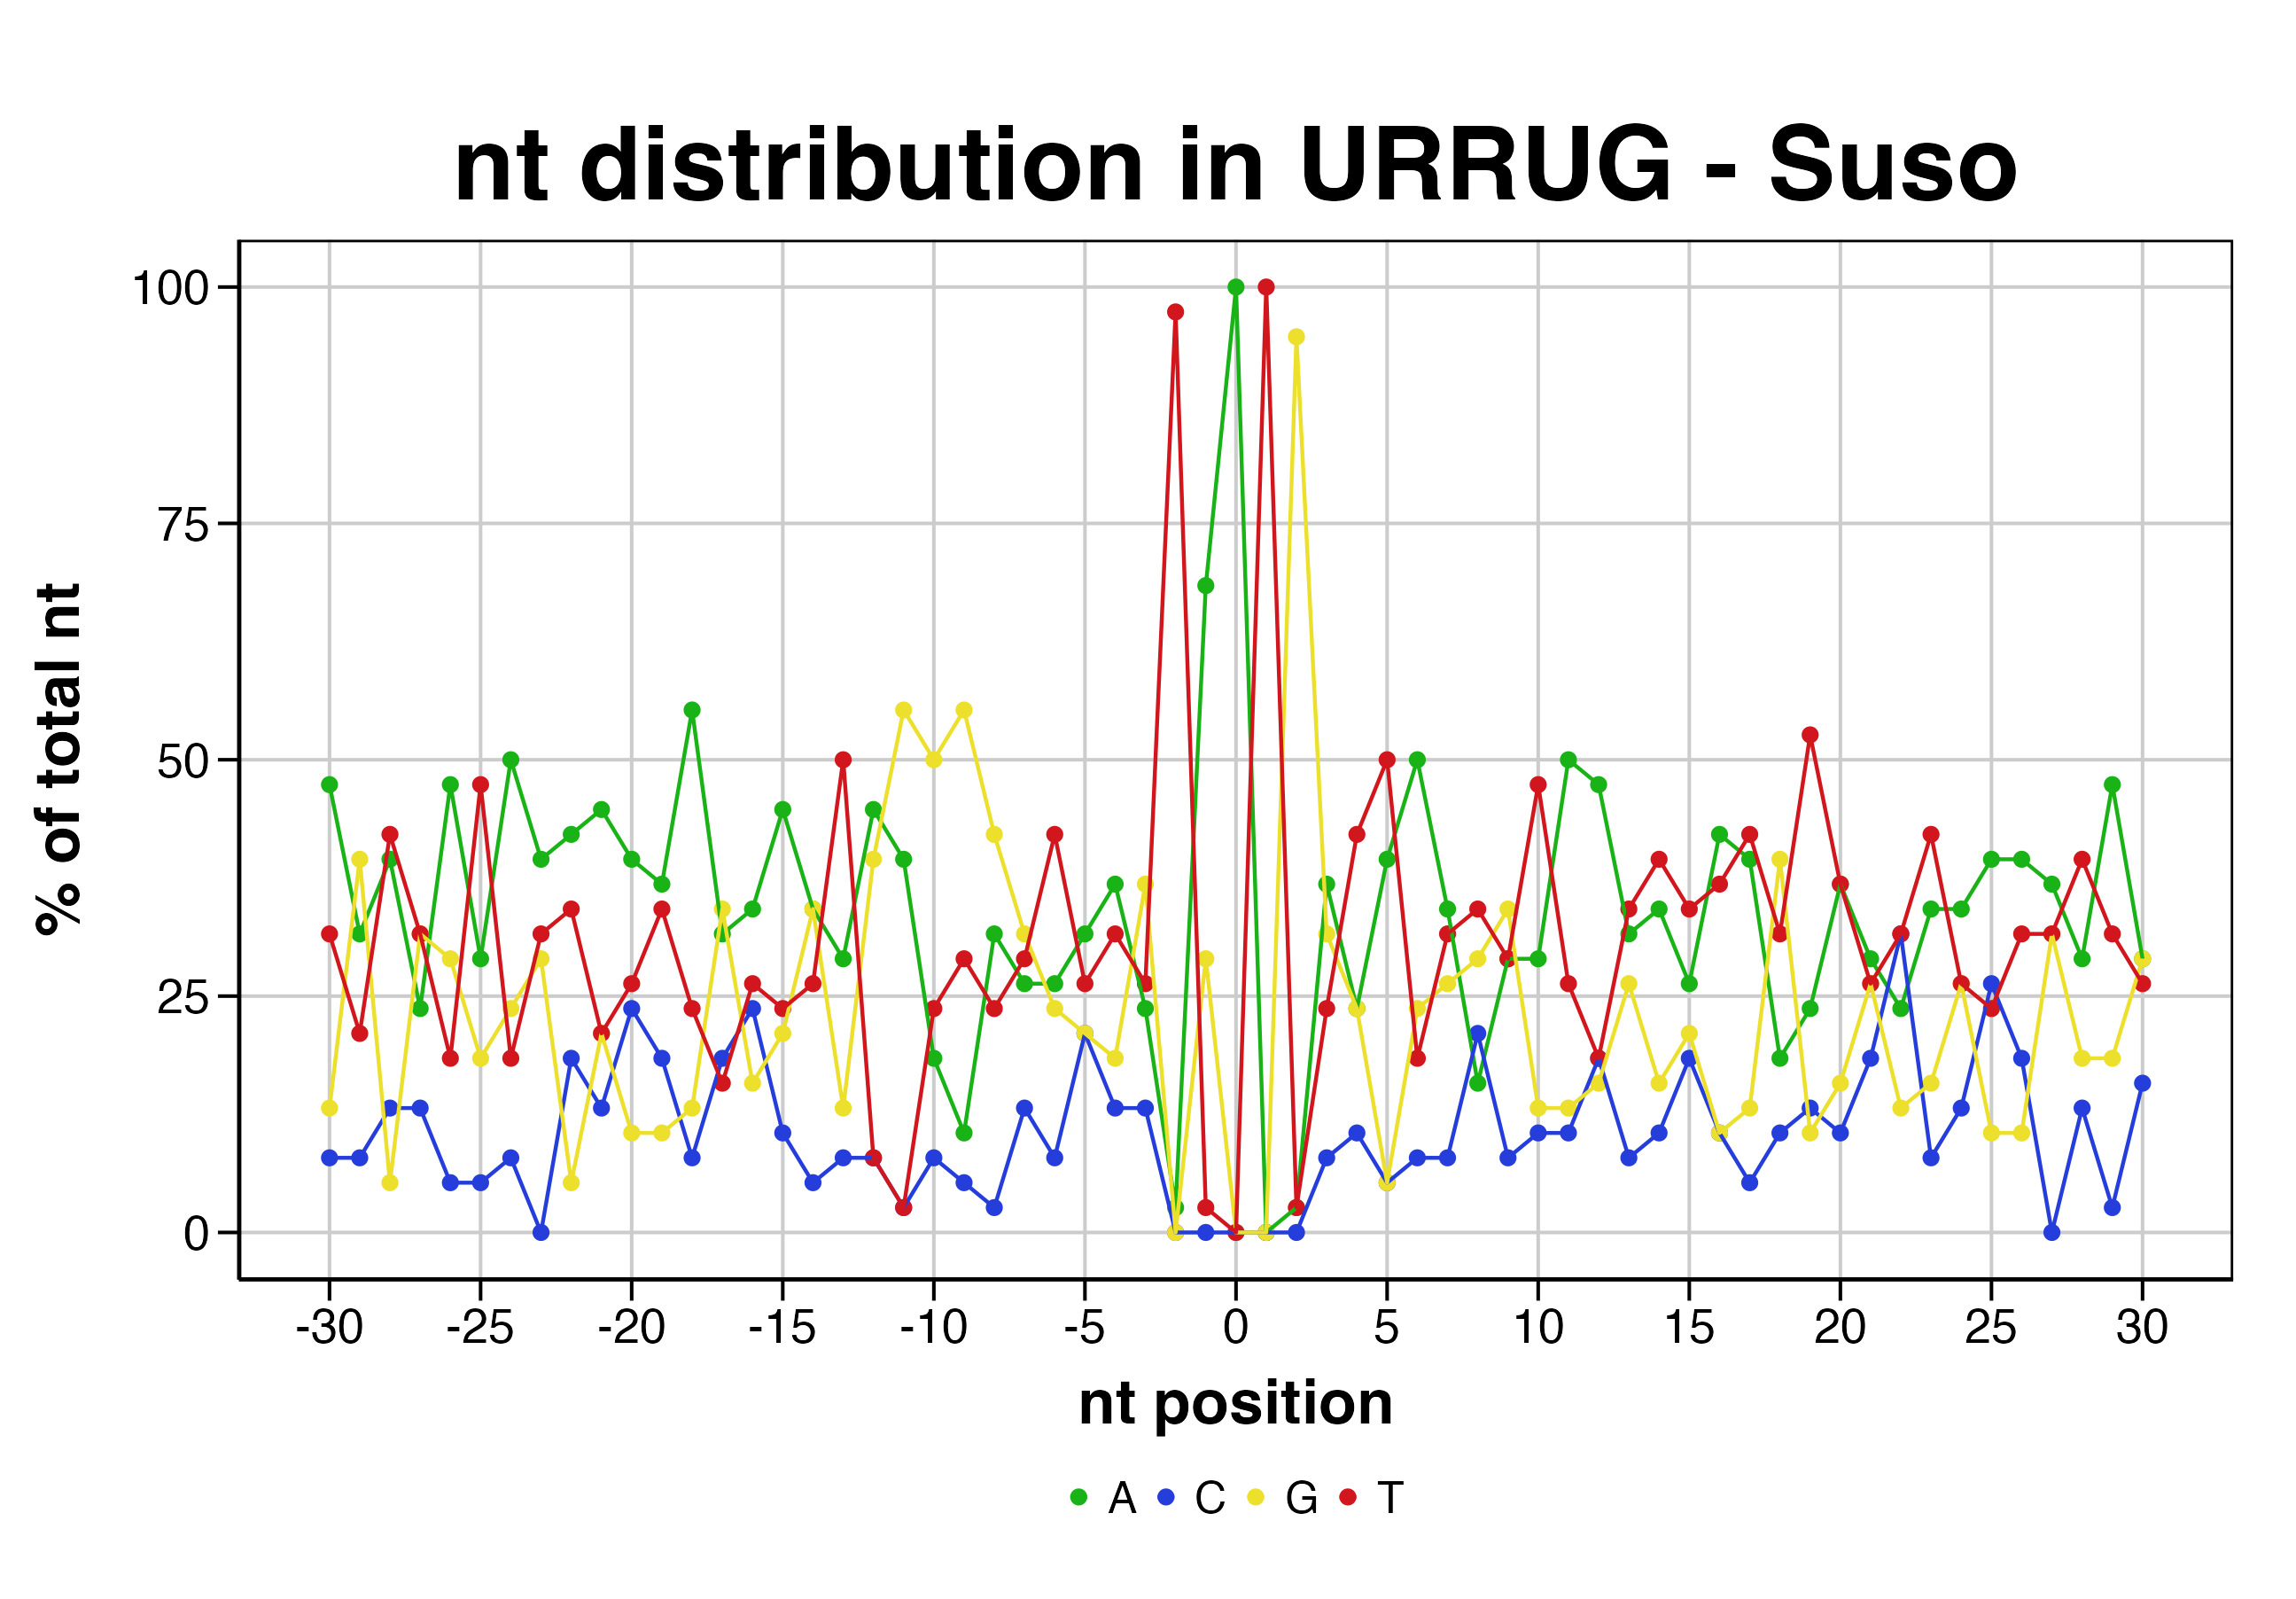 nt distribution in URRUG - Suso
% of total nt
100
75
50
25
0
-30 -25 -20 -15 -10 -5 0 5 10 15 20 25 30
nt position
A C G T